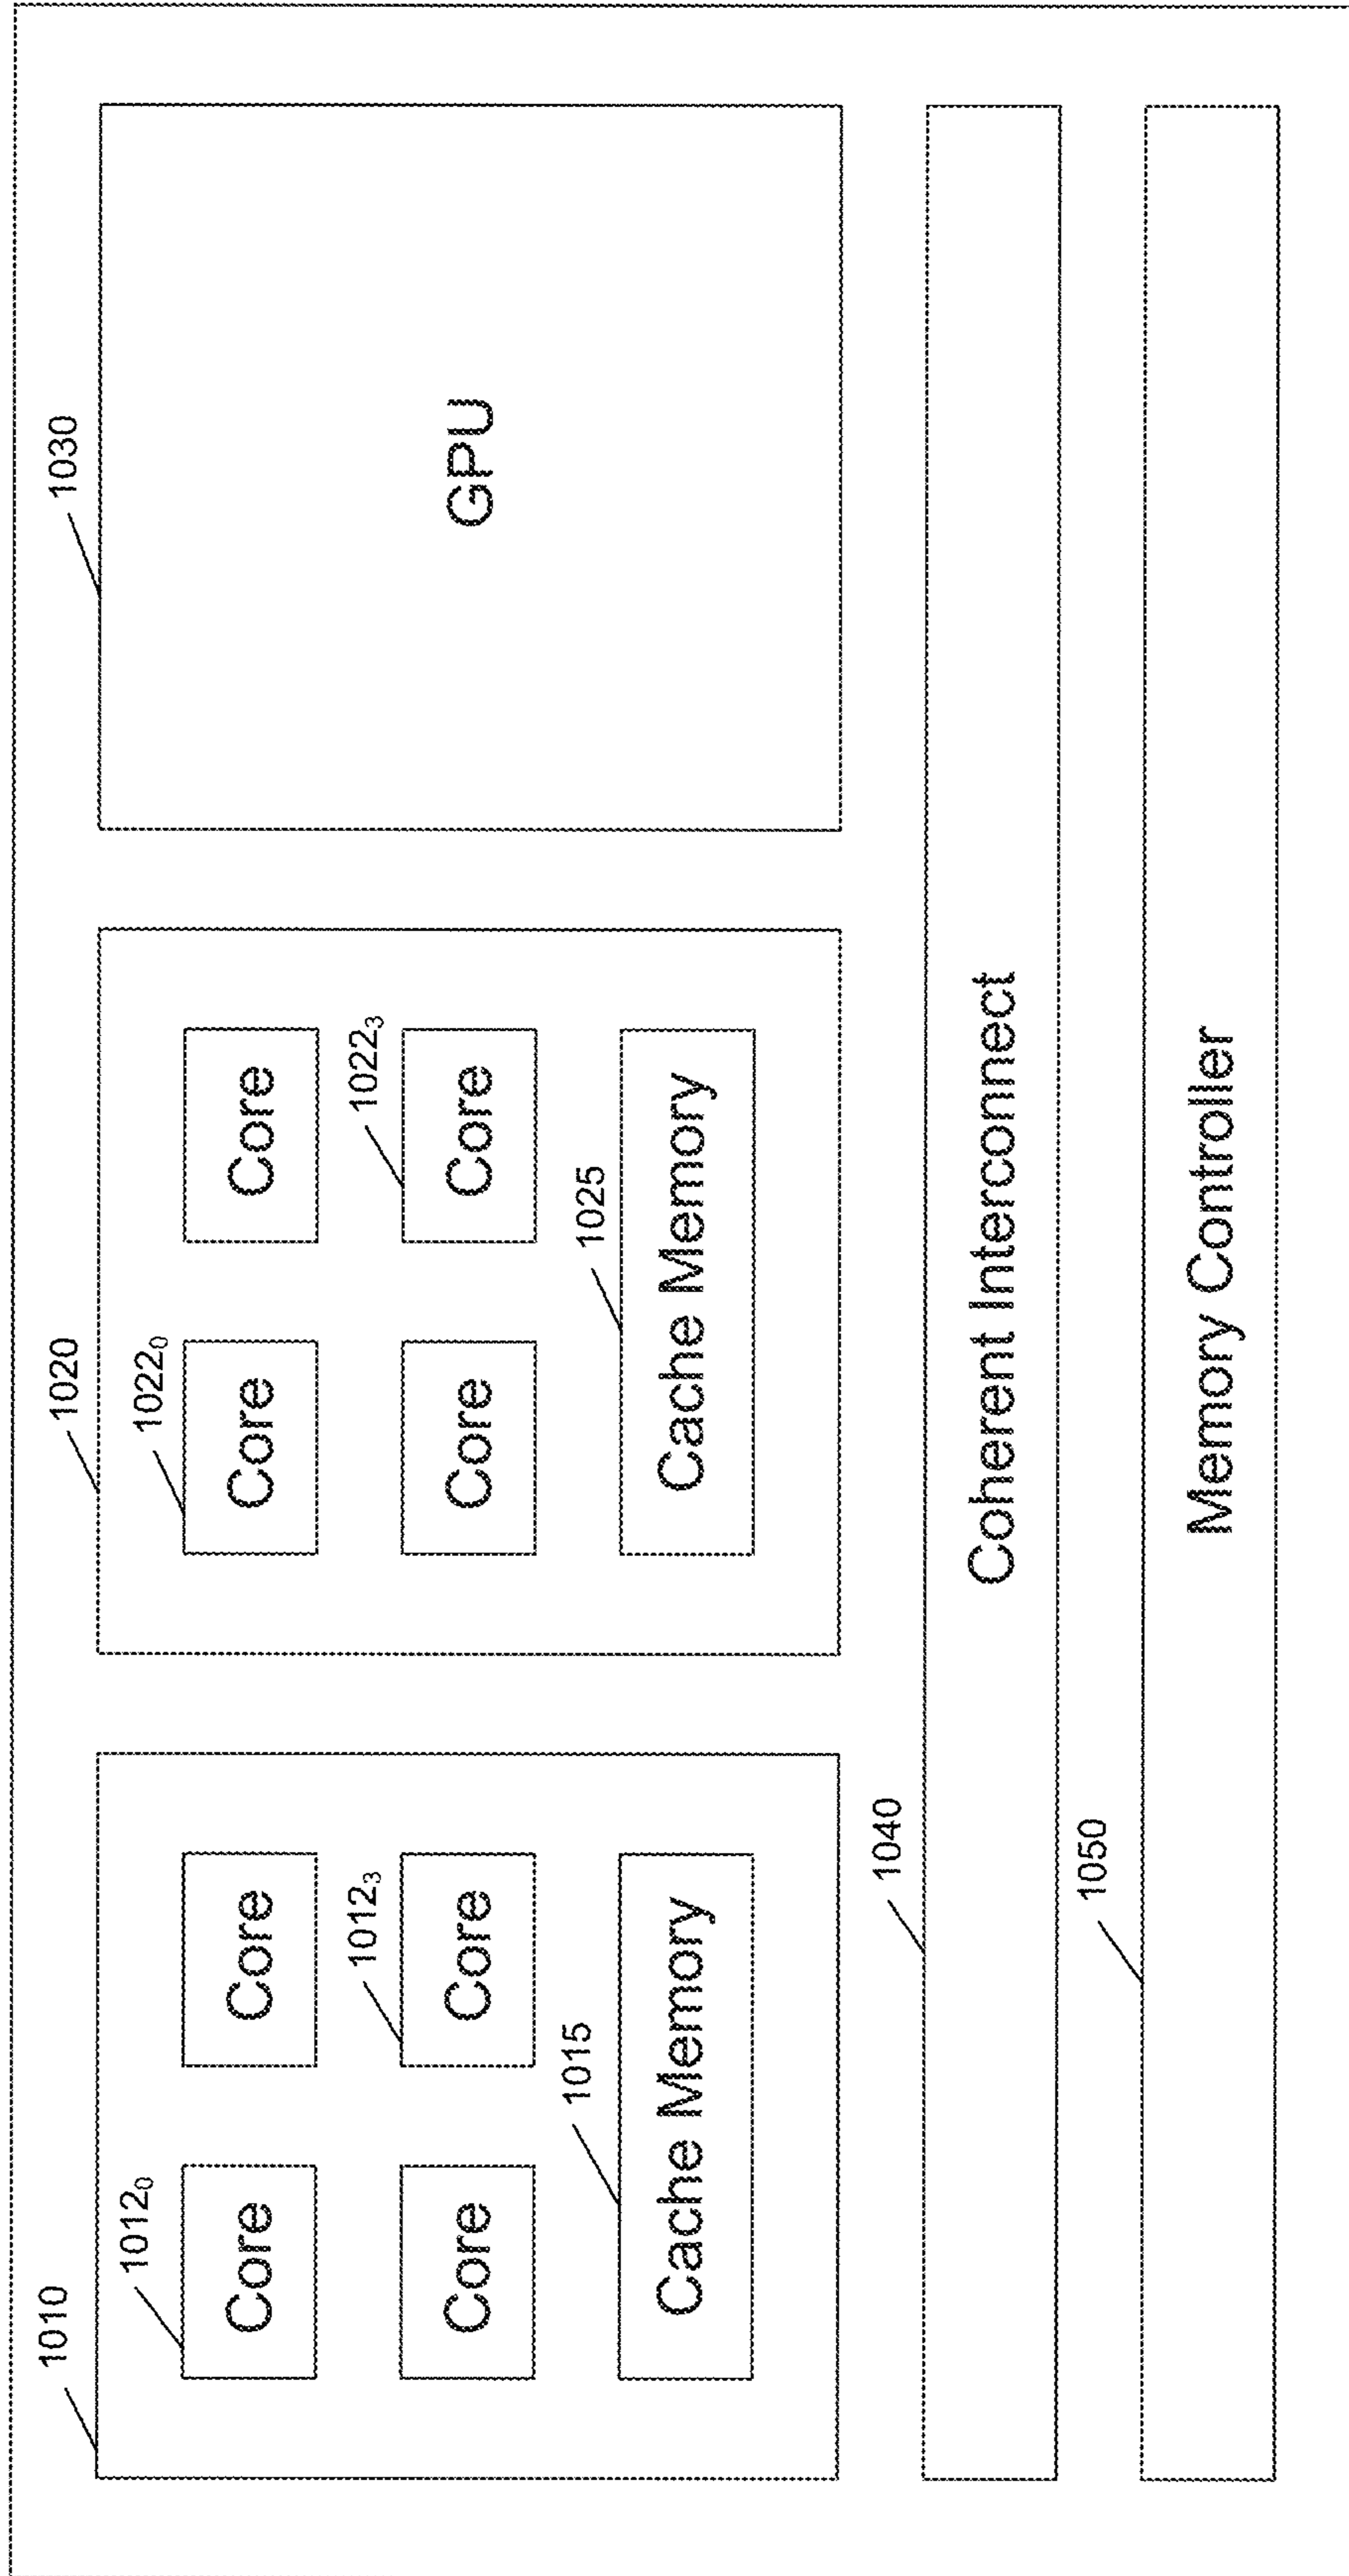 1010
1012₀
Core
Core
1012₃
Core
Core
1015
Cache Memory
1020
1022₀
Core
Core
1022₃
Core
Core
1025
Cache Memory
1030
GPU
1040
Coherent Interconnect
1050
Memory Controller